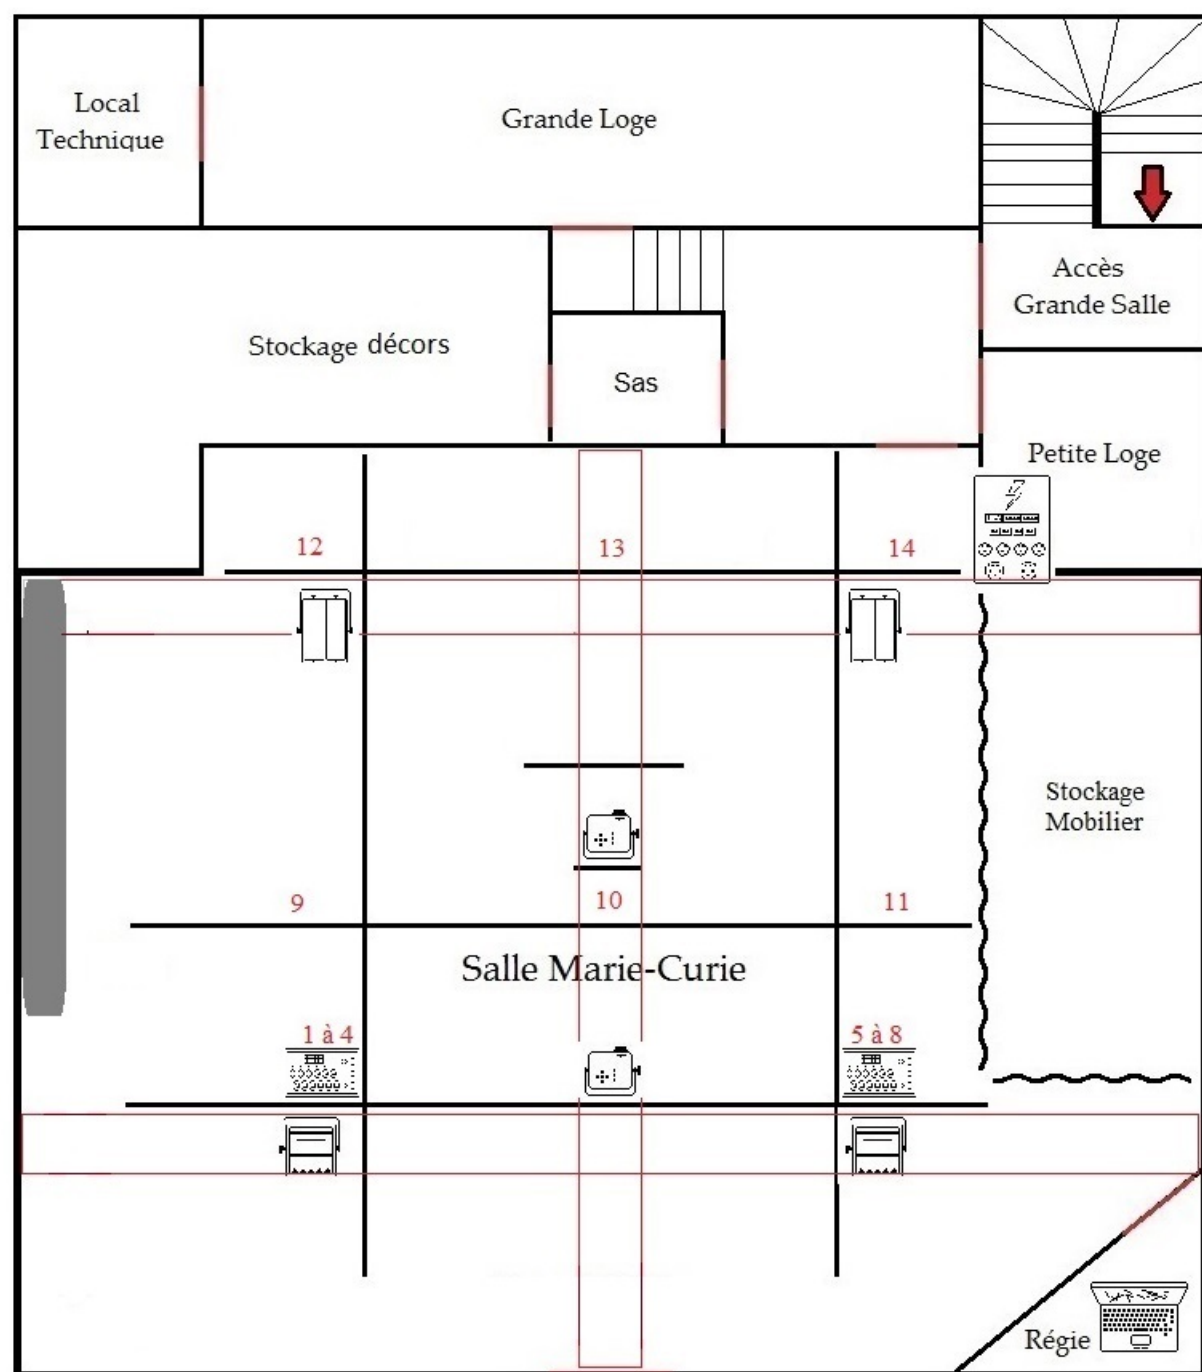 Local
Technique
Grande Loge
Accès
Grande Salle
Stockage décors
Sas
Petite Loge
12
13
14
Stockage
Mobilier
9
10
11
Salle Marie-Curie
1 à 4
5 à 8
Régie